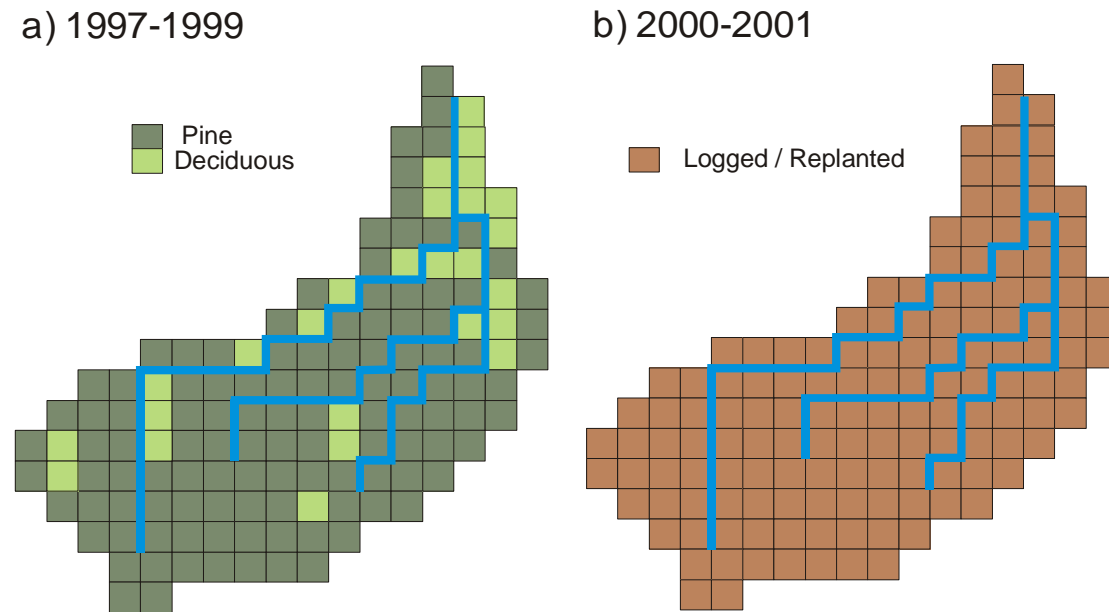 a) 1997-1999
b) 2000-2001
Pine
Deciduous
Logged / Replanted